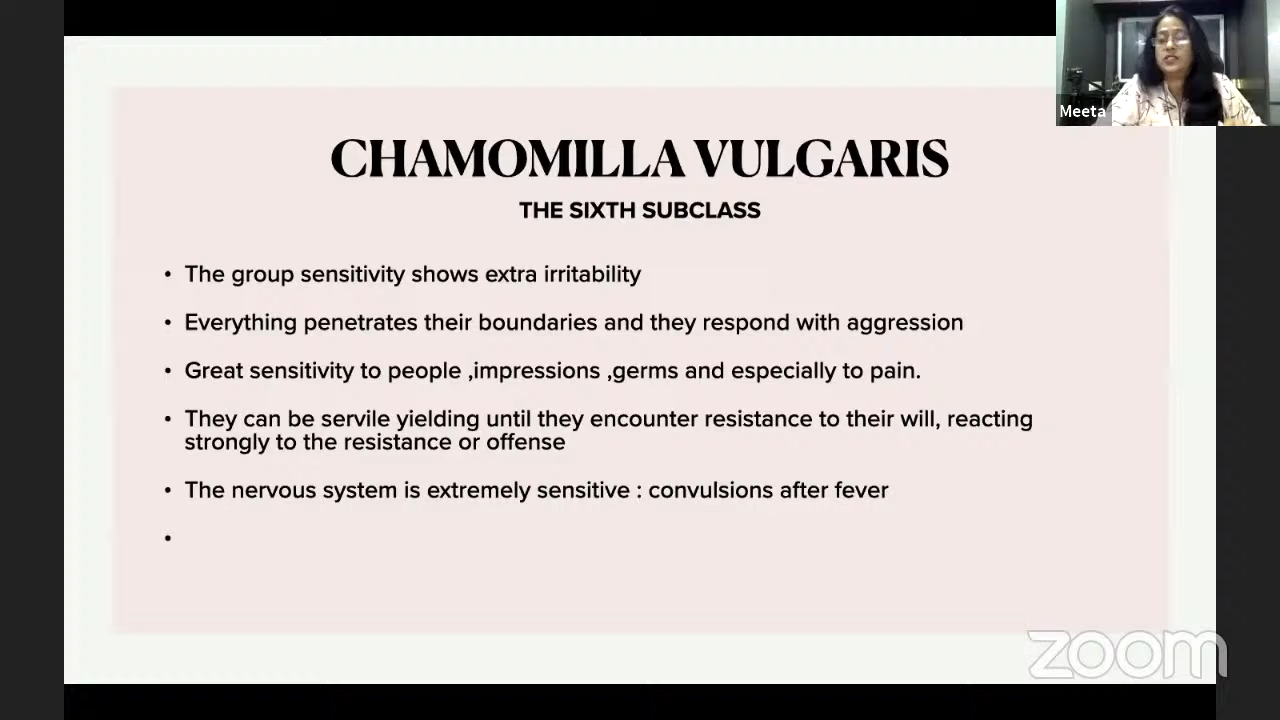 Meeta
CHAMOMILLA VULGARIS
THE SIXTH SUBCLASS
• The group sensitivity shows extra irritability
• Everything penetrates their boundaries and they respond with aggression
• Great sensitivity to people ,impressions ,germs and especially to pain.
• They can be servile yielding until they encounter resistance to their will, reacting
strongly to the resistance or offense
• The nervous system is extremely sensitive : convulsions after fever
•
zoom